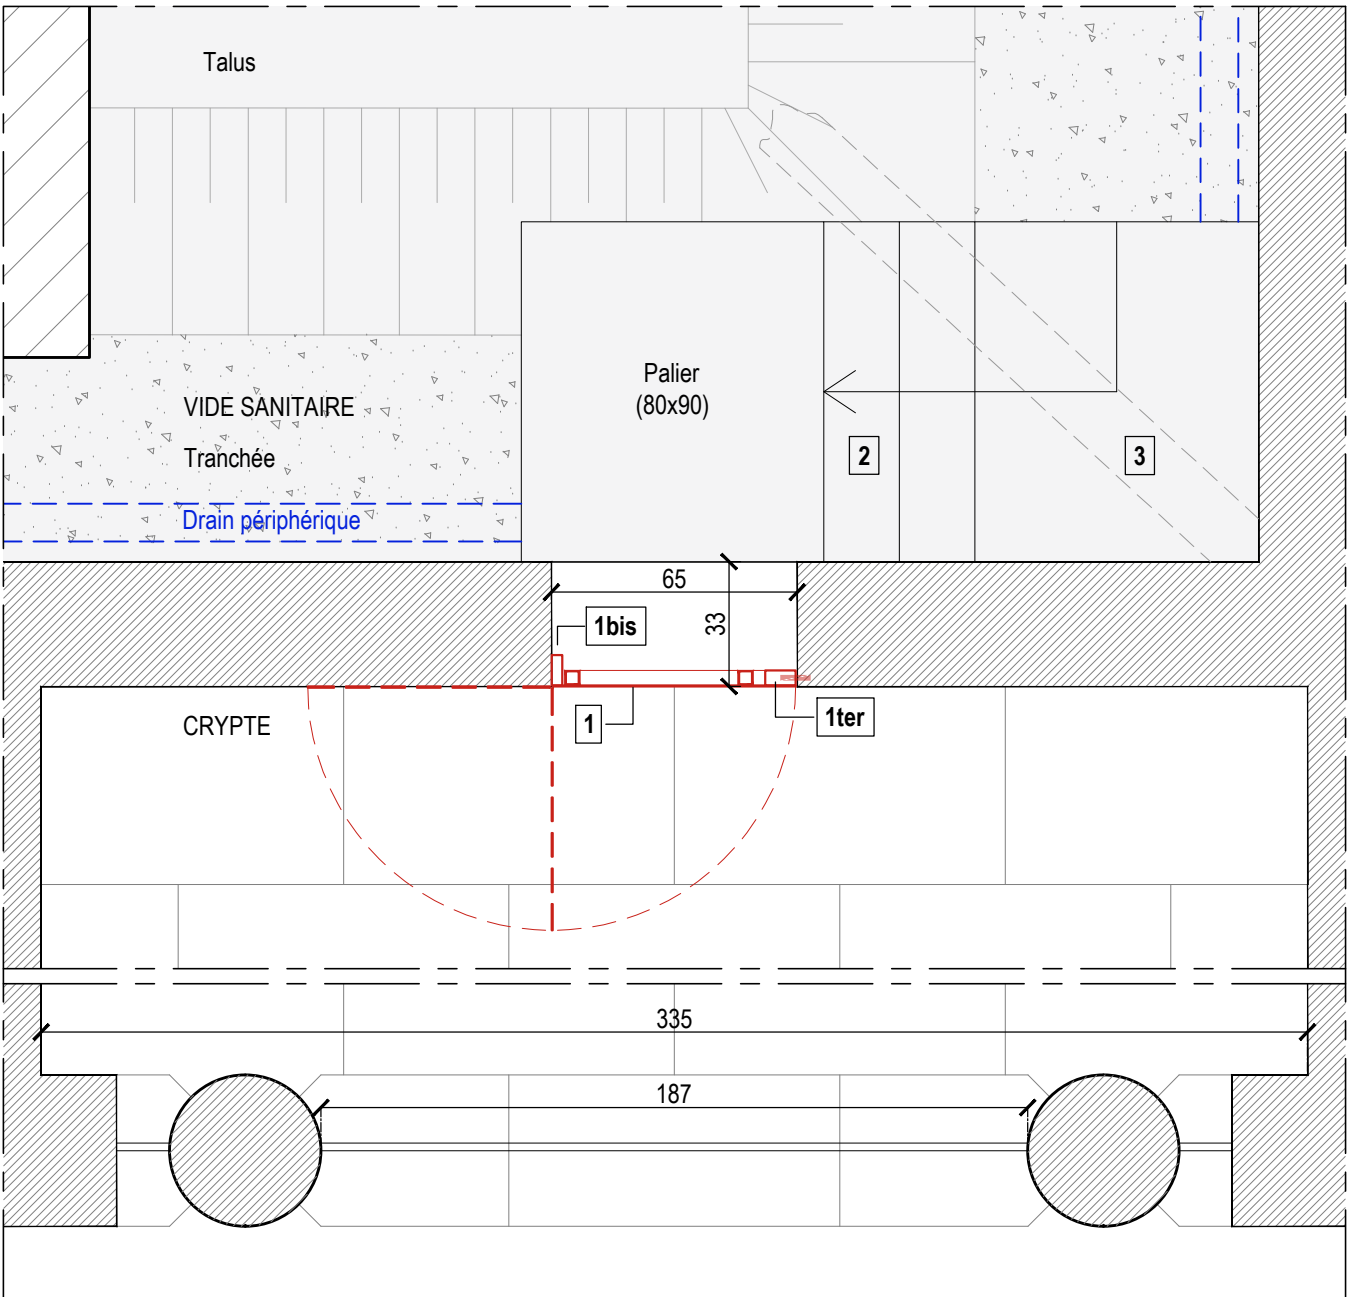 Talus
Palier
(80x90)
VIDE SANITAIRE
Tranchée
2
3
Drain périphérique
65
1bis
33
CRYPTE
1
1ter
335
187